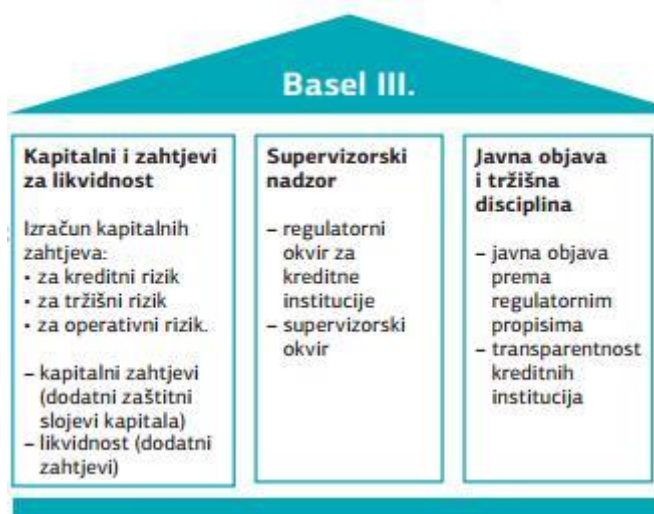 Basel III.
Kapitalni i zahtjevi
za likvidnost
Izračun kapitalnih
zahtjeva:
• za kreditni rizik
• za tržišni rizik
• za operativni rizik.
– kapitalni zahtjevi
(dodatni zaštitni
slojevi kapitala)
– likvidnost (dodatni
zahtjevi)
Supervizorski
nadzor
– regulatorni
okvir za
kreditne
institucije
– supervizorski
okvir
Javna objava
i tržišna
disciplina
– javna objava
prema
regulatornim
propisima
– transparentnost
kreditnih
institucija